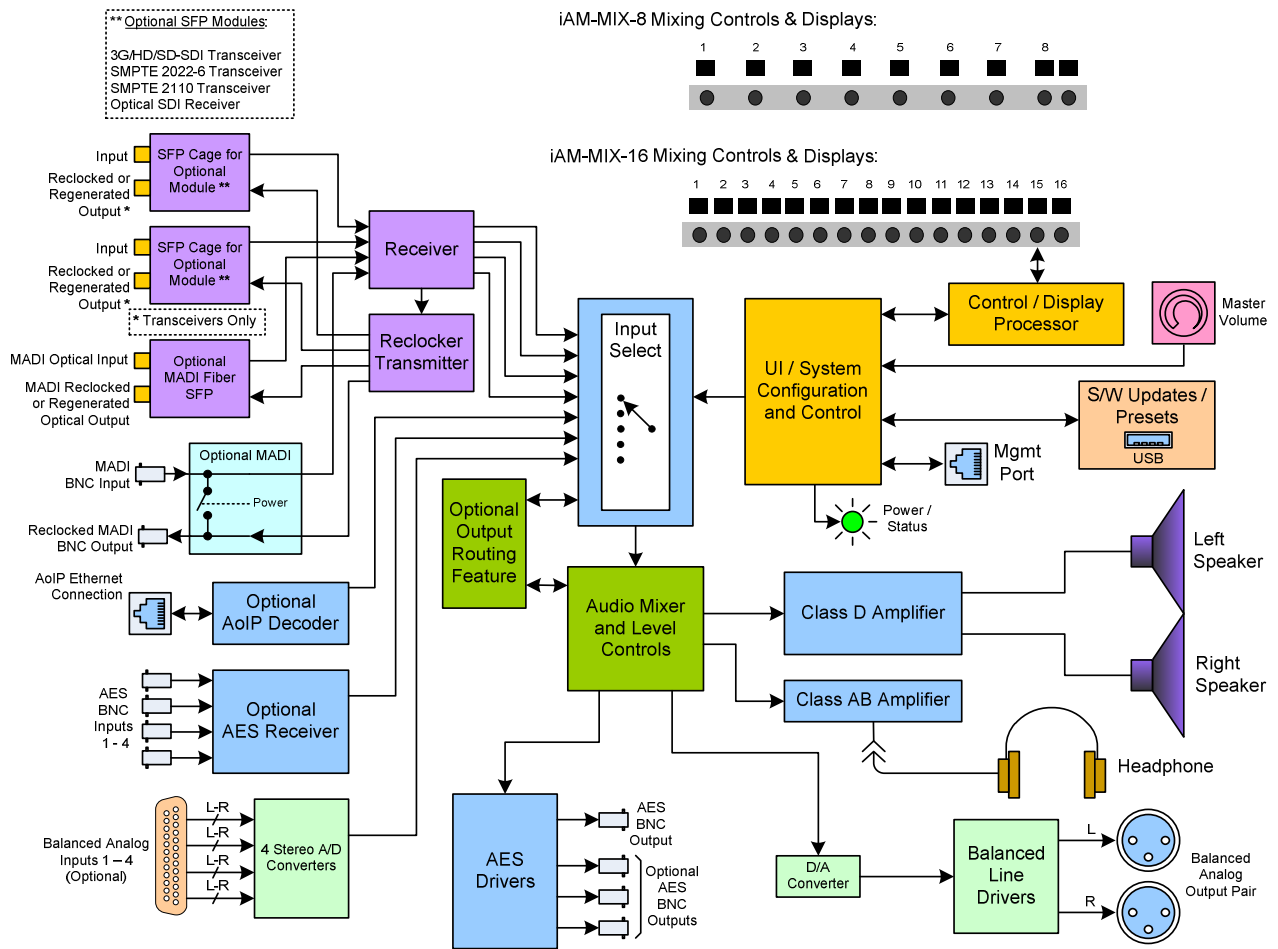 ** Optional SFP Modules:
3G/HD/SD-SDI Transceiver
SMPTE 2022-6 Transceiver
SMPTE 2110 Transceiver
Optical SDI Receiver
iAM-MIX-8 Mixing Controls & Displays:
1 2 3 4 5 6 7 8
iAM-MIX-16 Mixing Controls & Displays:
1 2 3 4 5 6 7 8 9 10 11 12 13 14 15 16
Input
Reclocked or
Regenerated
Output *
SFP Cage for
Optional
Module **
Input
Reclocked or
Regenerated
Output *
SFP Cage for
Optional
Module **
* Transceivers Only
MADI Optical Input
MADI Reclocked
or Regenerated
Optical Output
Optional
MADI Fiber
SFP
Receiver
Reclocker
Transmitter
MADI
BNC Input
Reclocked MADI
BNC Output
Optional MADI
Power
AoIP Ethernet
Connection
Optional
AoIP Decoder
AES
BNC
Inputs
1 - 4
Optional
AES Receiver
Balanced Analog
Inputs 1 – 4
(Optional)
L-R
L-R
L-R
L-R
4 Stereo A/D
Converters
Input
Select
Optional
Output
Routing
Feature
Audio Mixer
and Level
Controls
UI / System
Configuration
and Control
Control / Display
Processor
Master
Volume
S/W Updates /
Presets
USB
Mgmt
Port
Power /
Status
Class D Amplifier
Left
Speaker
Right
Speaker
Class AB Amplifier
Headphone
AES
Drivers
AES
BNC
Output
Optional
AES
BNC
Outputs
D/A
Converter
Balanced
Line
Drivers
L
R
Balanced
Analog
Output Pair